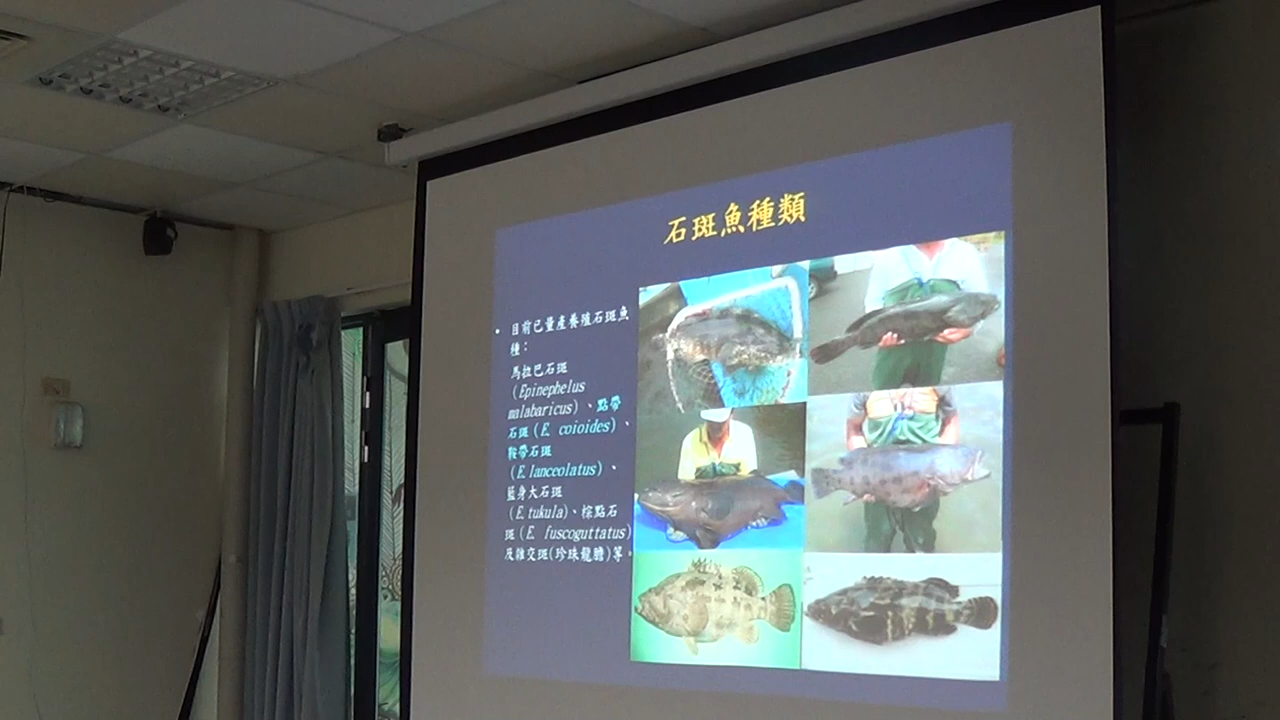 石斑魚種類
• 目前已量產養殖石斑魚
種：
馬拉巴石斑
(Epinephelus
malabaricus)、點帶
石斑(E. coioides)、
鞍帶石斑
(E.lanceolatus)、
藍身大石斑
(E.tukula)、棕點石
斑(E. fuscoguttatus)
及雜交斑(珍珠龍膽)等。